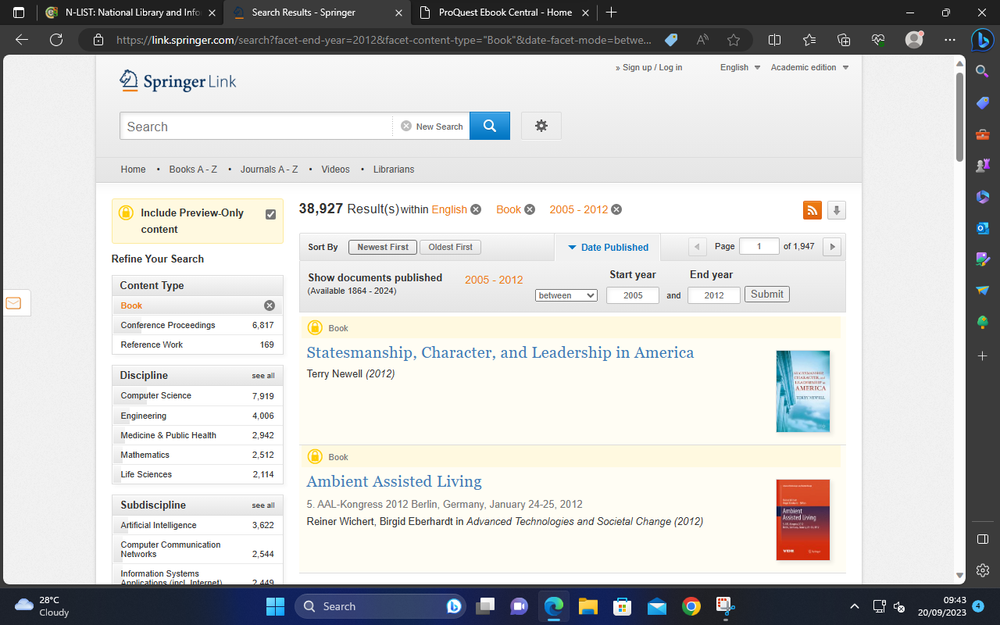 N-LIST: National Library and Info
Search Results - Springer
ProQuest Ebook Central - Home
https://link.springer.com/search?facet-end-year=2012&facet-content-type="Book"&date-facet-mode=betwe...
Springer Link
» Sign up / Log in
English
Academic edition
Search
New Search
Home • Books A - Z • Journals A - Z • Videos • Librarians
Include Preview-Only
content
38,927 Result(s) within English Book 2005 - 2012
Refine Your Search
Sort By Newest First Oldest First Date Published Page 1 of 1,947
Show documents published
(Available 1864 - 2024)
2005 - 2012
between
Start year
2005
and
End year
2012
Submit
Content Type
Book
Conference Proceedings 6,817
Reference Work 169
Discipline see all
Computer Science 7,919
Engineering 4,006
Medicine & Public Health 2,942
Mathematics 2,512
Life Sciences 2,114
Subdiscipline see all
Artificial Intelligence 3,622
Computer Communication
Networks 2,544
Information Systems
Applications (incl. Internet) 2,449
Book
Statesmanship, Character, and Leadership in America
Terry Newell (2012)
STATESMANSHIP,
CHARACTER, and
LEADERSHIP in
AMERICA
TERRY NEWELL
Book
Ambient Assisted Living
5. AAL-Kongress 2012 Berlin, Germany, January 24-25, 2012
Reiner Wichert, Birgid Eberhardt in Advanced Technologies and Societal Change (2012)
Ambient
Assisted Living
VDE Springer
28°C
Cloudy
Search
09:43
20/09/2023
4